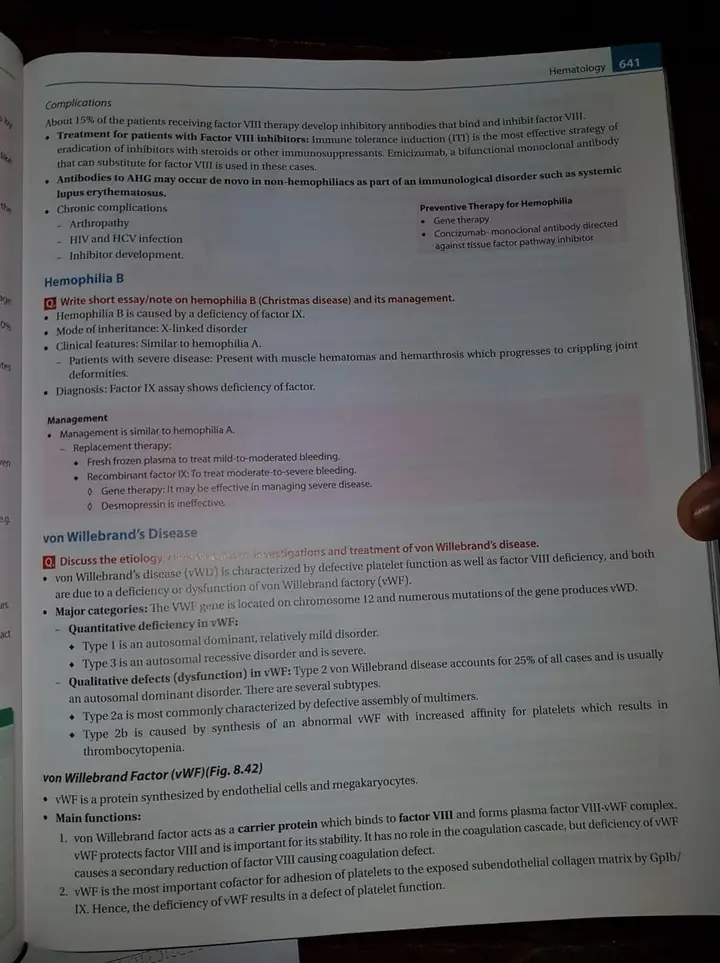 Hematology 641
Complications
About 15% of the patients receiving factor VIII therapy develop inhibitory antibodies that bind and inhibit factor VIII.
• Treatment for patients with Factor VIII inhibitors: Immune tolerance induction (ITI) is the most effective strategy of
eradication of inhibitors with steroids or other immunosuppressants. Emicizumab, a bifunctional monoclonal antibody
that can substitute for factor VIII is used in these cases.
• Antibodies to AHG may occur de novo in non-hemophiliacs as part of an immunological disorder such as systemic
lupus erythematosus.
• Chronic complications
– Arthropathy
– HIV and HCV infection
– Inhibitor development.
Preventive Therapy for Hemophilia
• Gene therapy
• Concizumab- monoclonal antibody directed
against tissue factor pathway inhibitor
Hemophilia B
Q. Write short essay/note on hemophilia B (Christmas disease) and its management.
• Hemophilia B is caused by a deficiency of factor IX.
• Mode of inheritance: X-linked disorder
• Clinical features: Similar to hemophilia A.
– Patients with severe disease: Present with muscle hematomas and hemarthrosis which progresses to crippling joint
deformities.
• Diagnosis: Factor IX assay shows deficiency of factor.
Management
• Management is similar to hemophilia A.
– Replacement therapy:
♦ Fresh frozen plasma to treat mild-to-moderated bleeding.
♦ Recombinant factor IX: To treat moderate-to-severe bleeding.
◊ Gene therapy: It may be effective in managing severe disease.
◊ Desmopressin is ineffective.
von Willebrand's Disease
Q. Discuss the etiology, investigations and treatment of von Willebrand's disease.
• von Willebrand's disease (vWD) is characterized by defective platelet function as well as factor VIII deficiency, and both
are due to a deficiency or dysfunction of von Willebrand factory (vWF).
• Major categories: The VWF gene is located on chromosome 12 and numerous mutations of the gene produces vWD.
– Quantitative deficiency in vWF:
♦ Type 1 is an autosomal dominant, relatively mild disorder.
♦ Type 3 is an autosomal recessive disorder and is severe.
– Qualitative defects (dysfunction) in vWF: Type 2 von Willebrand disease accounts for 25% of all cases and is usually
an autosomal dominant disorder. There are several subtypes.
♦ Type 2a is most commonly characterized by defective assembly of multimers.
♦ Type 2b is caused by synthesis of an abnormal vWF with increased affinity for platelets which results in
thrombocytopenia.
von Willebrand Factor (vWF)(Fig. 8.42)
• vWF is a protein synthesized by endothelial cells and megakaryocytes.
• Main functions:
1. von Willebrand factor acts as a carrier protein which binds to factor VIII and forms plasma factor VIII-vWF complex.
vWF protects factor VIII and is important for its stability. It has no role in the coagulation cascade, but deficiency of vWF
causes a secondary reduction of factor VIII causing coagulation defect.
2. vWF is the most important cofactor for adhesion of platelets to the exposed subendothelial collagen matrix by GpIb/
IX. Hence, the deficiency of vWF results in a defect of platelet function.